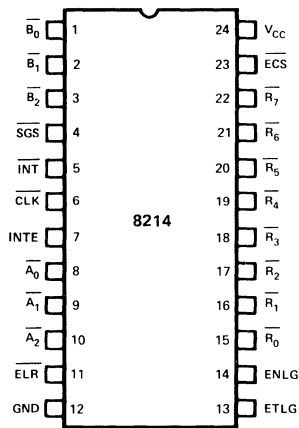 B̅₀ 1 24 V_CC
B̅₁ 2 23 E̅C̅S̅
B̅₂ 3 22 R̅₇
S̅G̅S̅ 4 21 R̅₆
I̅N̅T̅ 5 20 R̅₅
C̅L̅K̅ 6 19 R̅₄
8214
INTE 7 18 R̅₃
A̅₀ 8 17 R̅₂
A̅₁ 9 16 R̅₁
A̅₂ 10 15 R̅₀
E̅L̅R̅ 11 14 ENLG
GND 12 13 ETLG